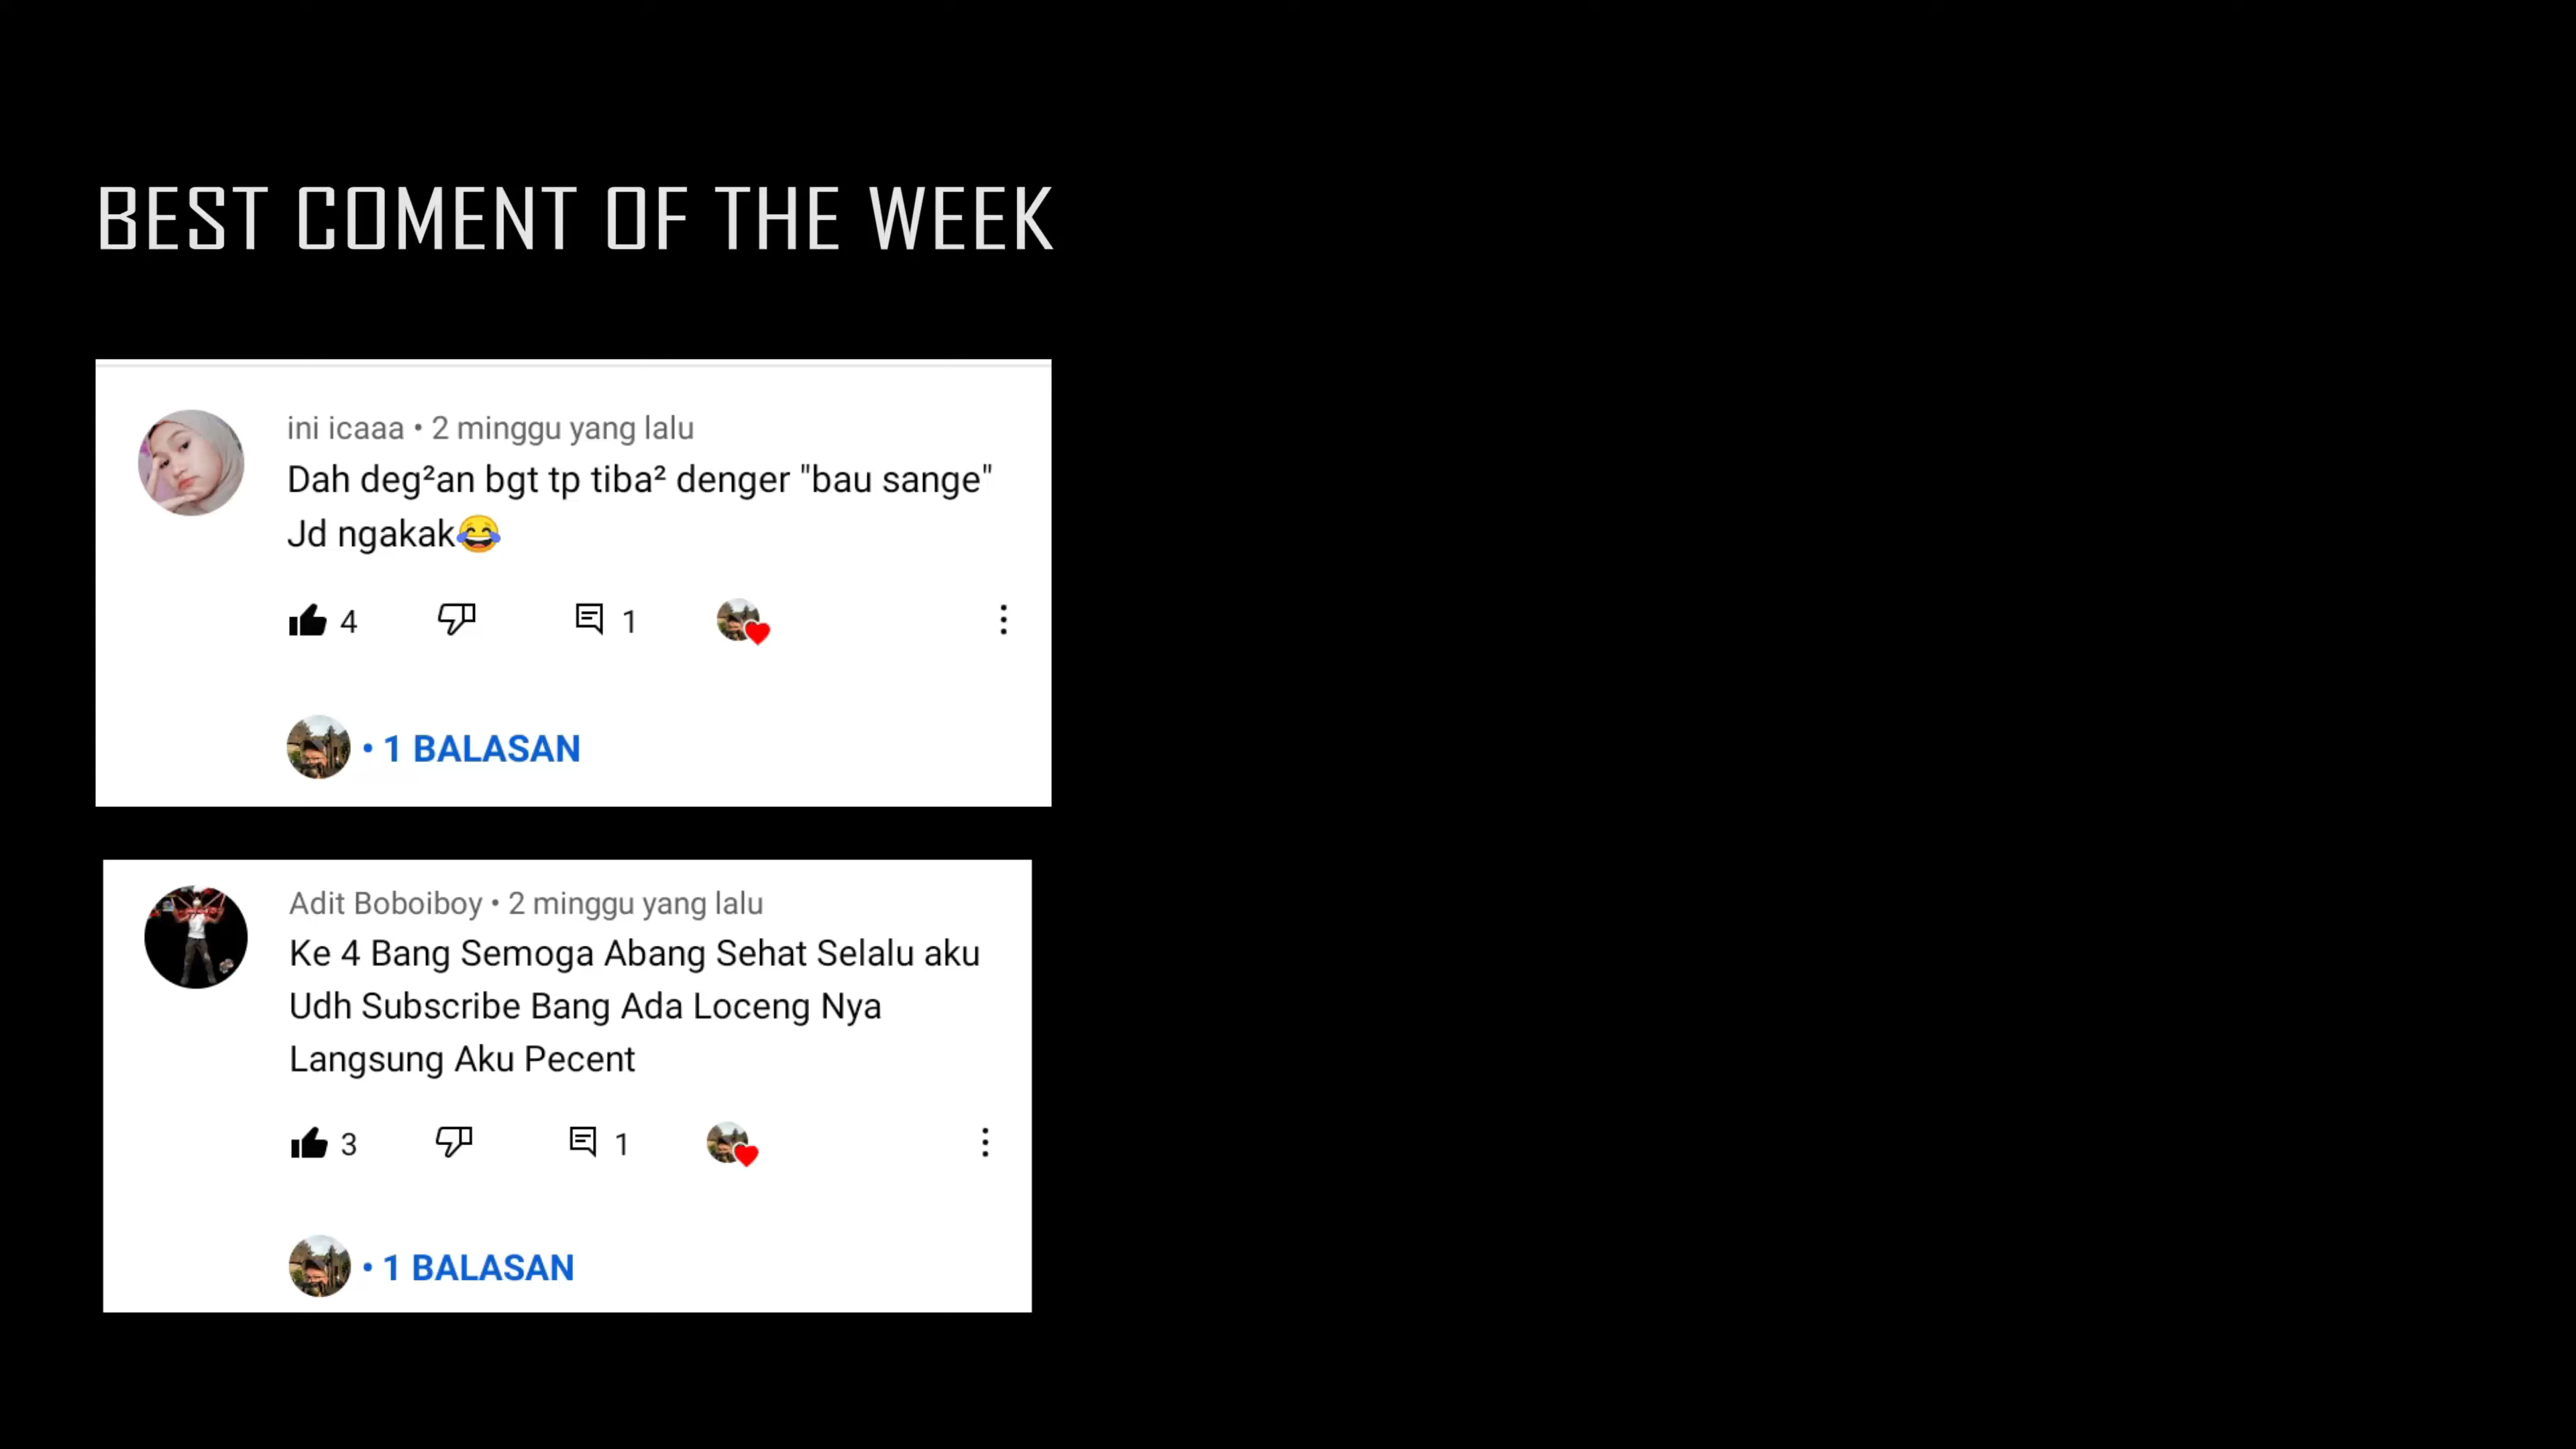 BEST COMENT OF THE WEEK
ini icaaa • 2 minggu yang lalu
Dah deg²an bgt tp tiba² denger "bau sange"
Jd ngakak😂
4 1
• 1 BALASAN
Adit Boboiboy • 2 minggu yang lalu
Ke 4 Bang Semoga Abang Sehat Selalu aku
Udh Subscribe Bang Ada Loceng Nya
Langsung Aku Pecent
3 1
• 1 BALASAN